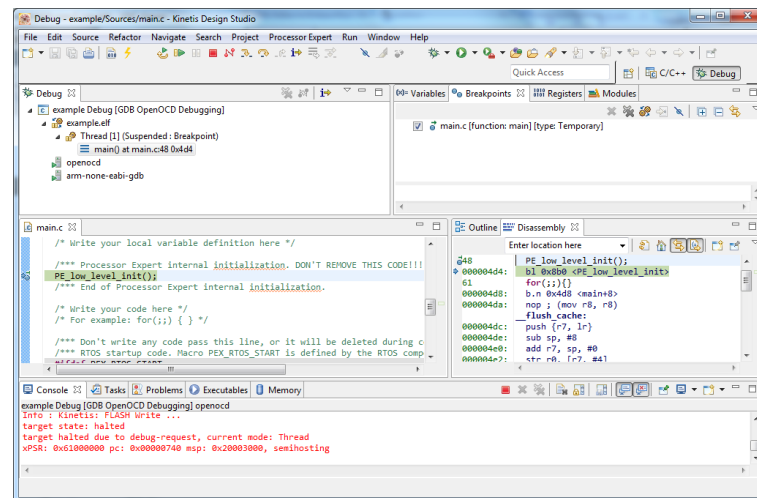 Debug - example/Sources/main.c - Kinetis Design Studio
File Edit Source Refactor Navigate Search Project Processor Expert Run Window Help
Quick Access
C/C++ Debug
Debug
example Debug [GDB OpenOCD Debugging]
example.elf
Thread [1] (Suspended : Breakpoint)
main() at main.c:48 0x4d4
openocd
arm-none-eabi-gdb
(x)= Variables Breakpoints Registers Modules
main.c [function: main] [type: Temporary]
main.c
/* Write your local variable definition here */
/*** Processor Expert internal initialization. DON'T REMOVE THIS CODE!!!
PE_low_level_init();
/*** End of Processor Expert internal initialization.
/* Write your code here */
/* For example: for(;;) { } */
/*** Don't write any code pass this line, or it will be deleted during c
/*** RTOS startup code. Macro PEX_RTOS_START is defined by the RTOS comp
#ifdef PEX_RTOS_START
Outline Disassembly
Enter location here
48 PE_low_level_init();
000004d4: bl 0x8b0 <PE_low_level_init>
61 for(;;){}
000004d8: b.n 0x4d8 <main+8>
000004da: nop ; (mov r8, r8)
__flush_cache:
000004dc: push {r7, lr}
000004de: sub sp, #8
000004e0: add r7, sp, #0
000004e2: str r0, [r7, #4]
Console Tasks Problems Executables Memory
example Debug [GDB OpenOCD Debugging] openocd
Info : Kinetis: FLASH Write ...
target state: halted
target halted due to debug-request, current mode: Thread
xPSR: 0x61000000 pc: 0x00000740 msp: 0x20003000, semihosting